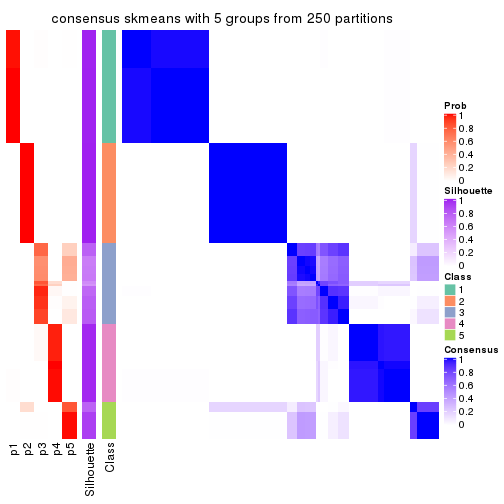 consensus skmeans with 5 groups from 250 partitions
Prob
1
0.8
0.6
0.4
0.2
0
Silhouette
1
0.8
0.6
0.4
0.2
0
Class
1
2
3
4
5
Consensus
1
0.8
0.6
0.4
0.2
0
p1
p2
p3
p4
p5
Silhouette
Class